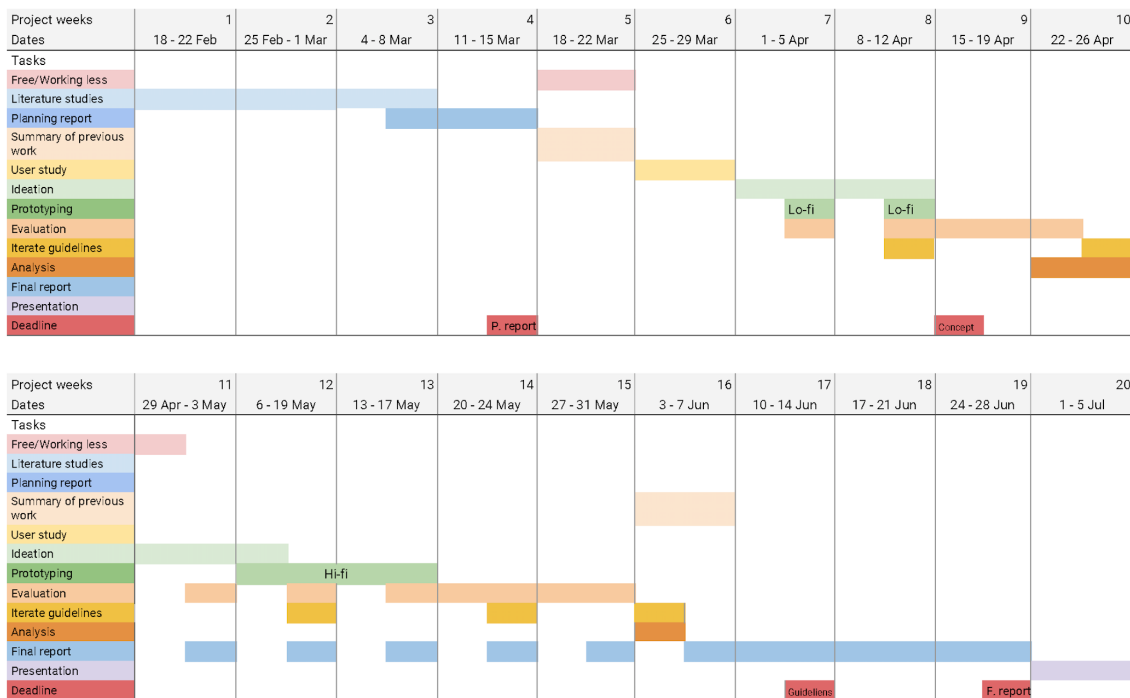 Project weeks 1 2 3 4 5 6 7 8 9 10
Dates 18 - 22 Feb 25 Feb - 1 Mar 4 - 8 Mar 11 - 15 Mar 18 - 22 Mar 25 - 29 Mar 1 - 5 Apr 8 - 12 Apr 15 - 19 Apr 22 - 26 Apr
Tasks
Free/Working less
Literature studies
Planning report
Summary of previous
work
User study
Ideation
Prototyping Lo-fi Lo-fi
Evaluation
Iterate guidelines
Analysis
Final report
Presentation
Deadline P. report Concept
Project weeks 11 12 13 14 15 16 17 18 19 20
Dates 29 Apr - 3 May 6 - 19 May 13 - 17 May 20 - 24 May 27 - 31 May 3 - 7 Jun 10 - 14 Jun 17 - 21 Jun 24 - 28 Jun 1 - 5 Jul
Tasks
Free/Working less
Literature studies
Planning report
Summary of previous
work
User study
Ideation
Prototyping Hi-fi
Evaluation
Iterate guidelines
Analysis
Final report
Presentation
Deadline Guideliens F. report